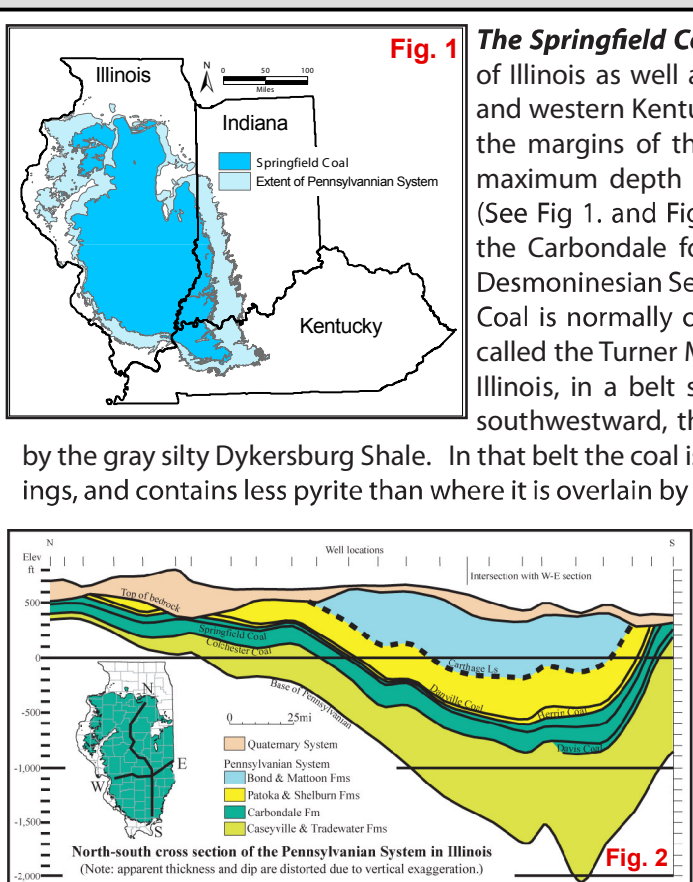 Fig. 1
Illinois
N
0 50 100
Miles
Indiana
Springfield Coal
Extent of Pennsylvannian System
Kentucky
The Springfield
of Illinois as well
and western
the margins of
maximum depth
(See Fig 1. and
the Carbondale
Desmoninesian
Coal is normally
called the Turner
Illinois, in a belt
southwestward,
by the gray silty Dykersburg Shale. In that belt the coal
ings, and contains less pyrite than where it is overlain by
N
S
Elev
ft
Well locations
Intersection with W-E section
500
0
-500
-1,000
-1,500
-2,000
Top of bedrock
Springfield Coal
Colchester Coal
Base of Pennsylvanian
Carthage Ls
Danville Coal
Herrin Coal
Davis Coal
N
E
W
S
0 25mi
Quaternary System
Pennsylvanian System
Bond & Mattoon Fms
Patoka & Shelburn Fms
Carbondale Fm
Caseyville & Tradewater Fms
North-south cross section of the Pennsylvanian System in Illinois
(Note: apparent thickness and dip are distorted due to vertical exaggeration.)
Fig. 2